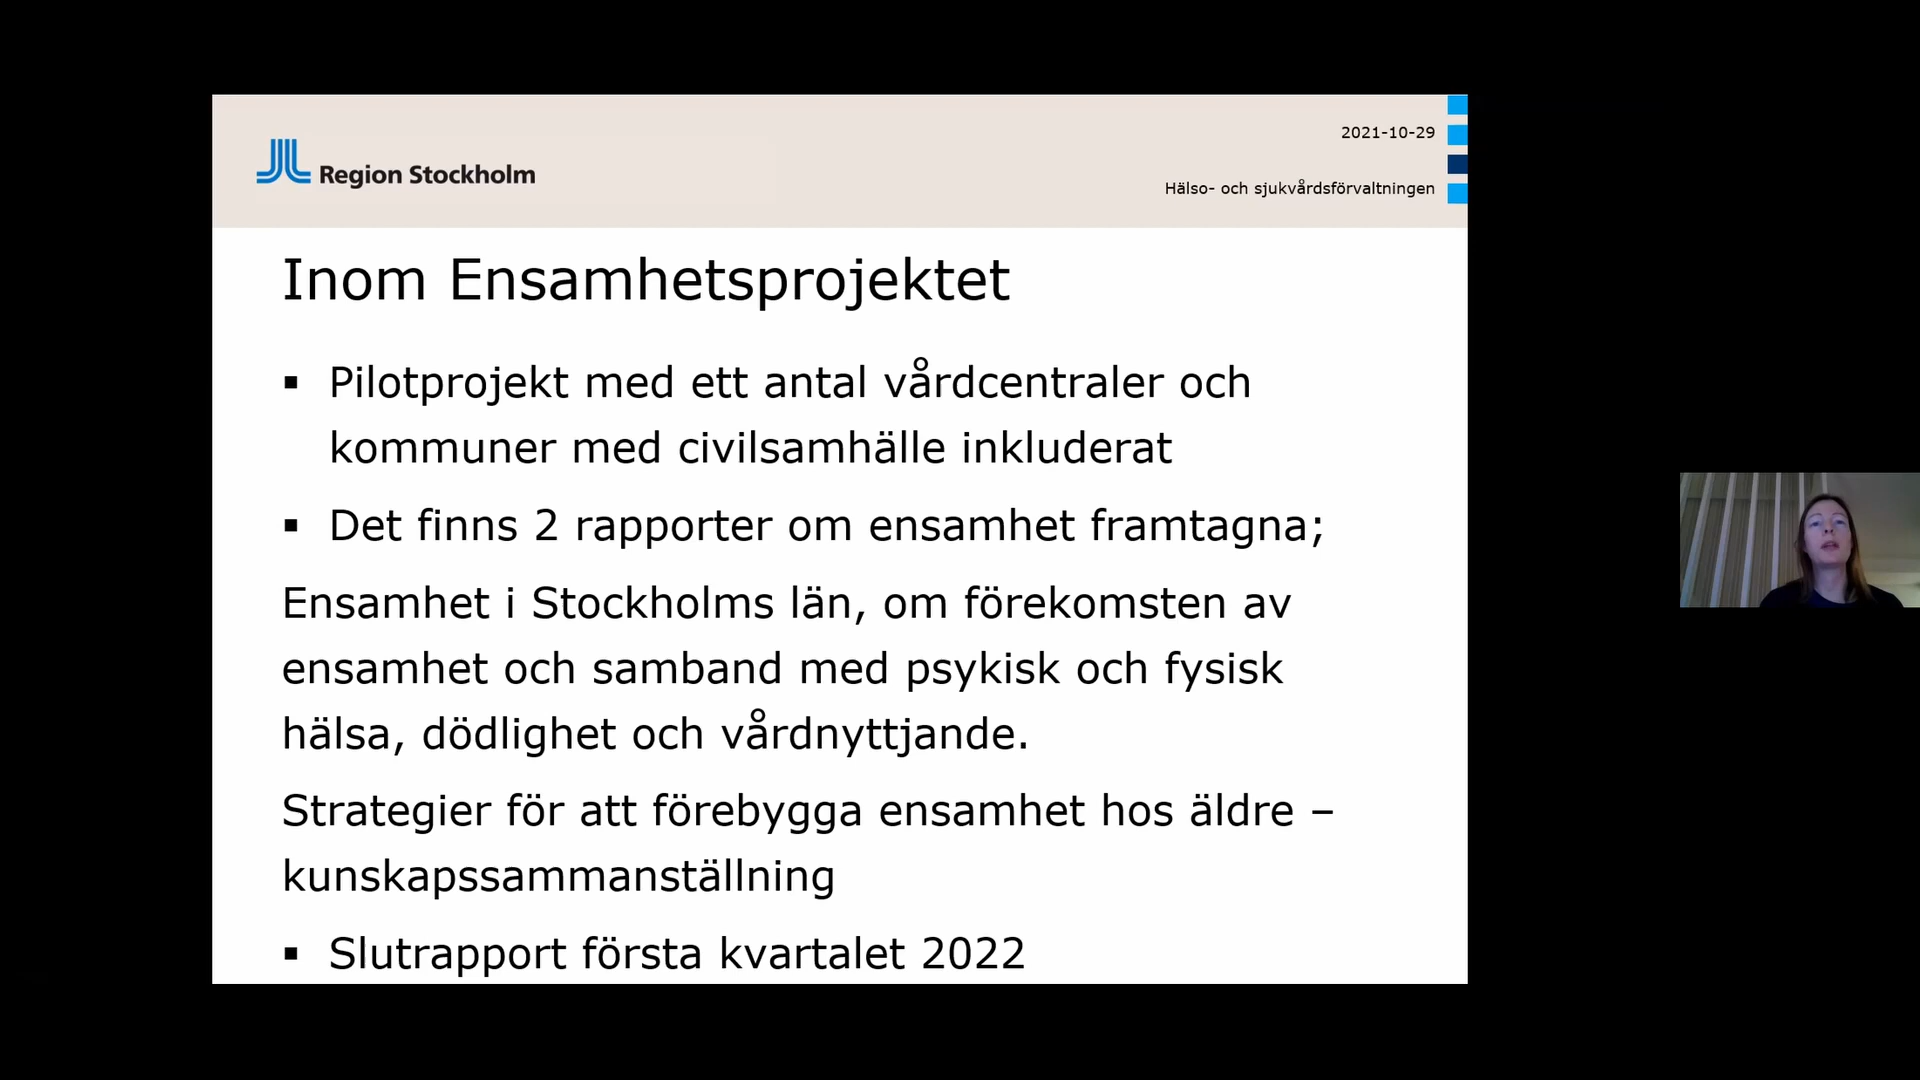 Region Stockholm
2021-10-29
Hälso- och sjukvårdsförvaltningen
Inom Ensamhetsprojektet
▪ Pilotprojekt med ett antal vårdcentraler och
kommuner med civilsamhälle inkluderat
▪ Det finns 2 rapporter om ensamhet framtagna;
Ensamhet i Stockholms län, om förekomsten av
ensamhet och samband med psykisk och fysisk
hälsa, dödlighet och vårdnyttjande.
Strategier för att förebygga ensamhet hos äldre –
kunskapssammanställning
▪ Slutrapport första kvartalet 2022